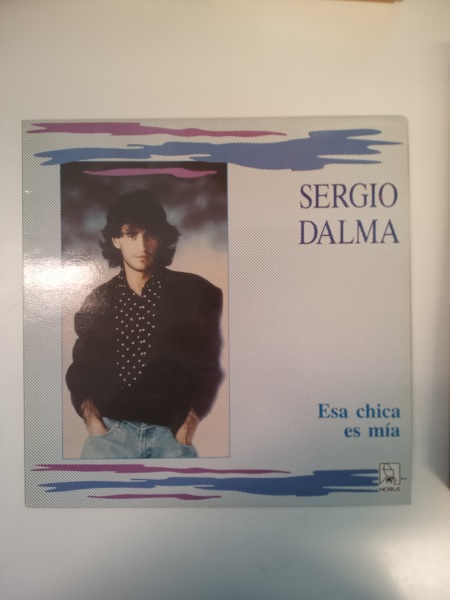 SERGIO
DALMA
Esa chica
es mía
HORUS